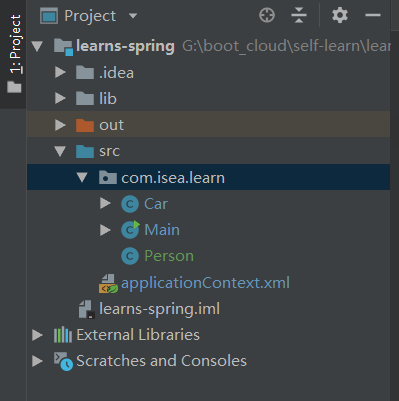 1: Project
Project
learns-spring G:\boot_cloud\self-learn\lear
.idea
lib
out
src
com.isea.learn
Car
Main
Person
applicationContext.xml
learns-spring.iml
External Libraries
Scratches and Consoles